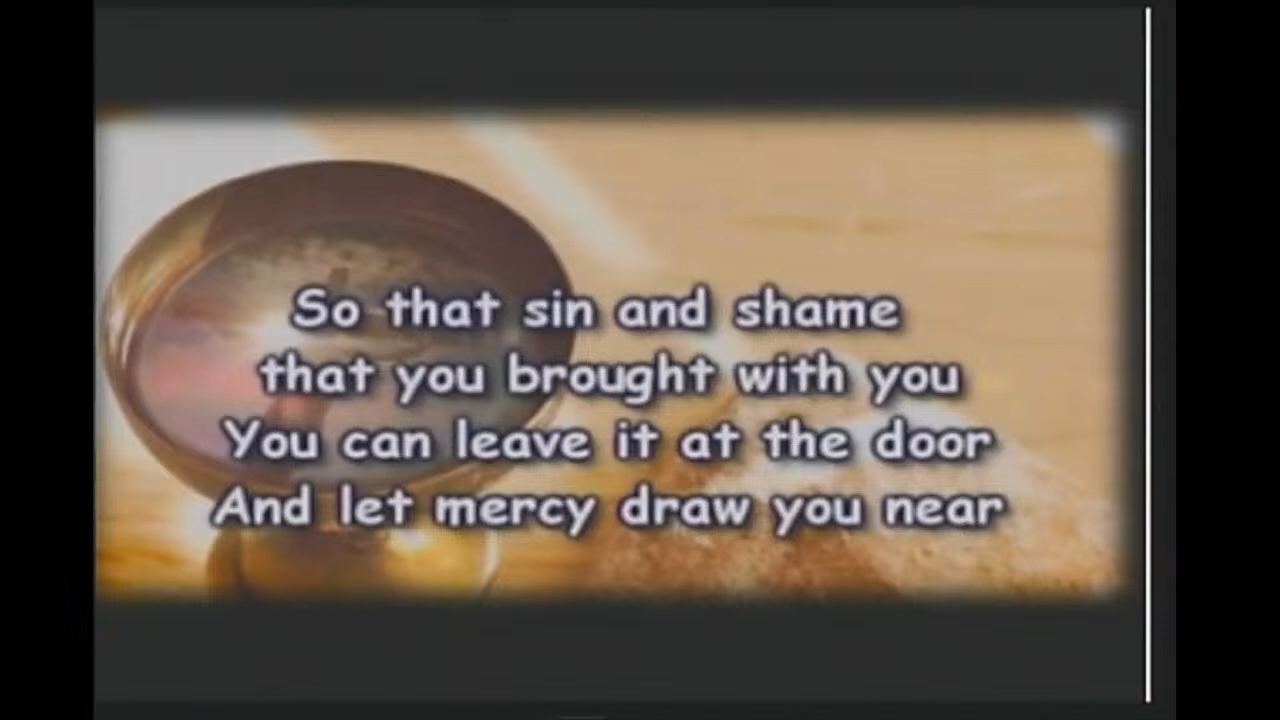 So that sin and shame
that you brought with you
You can leave it at the door
And let mercy draw you near